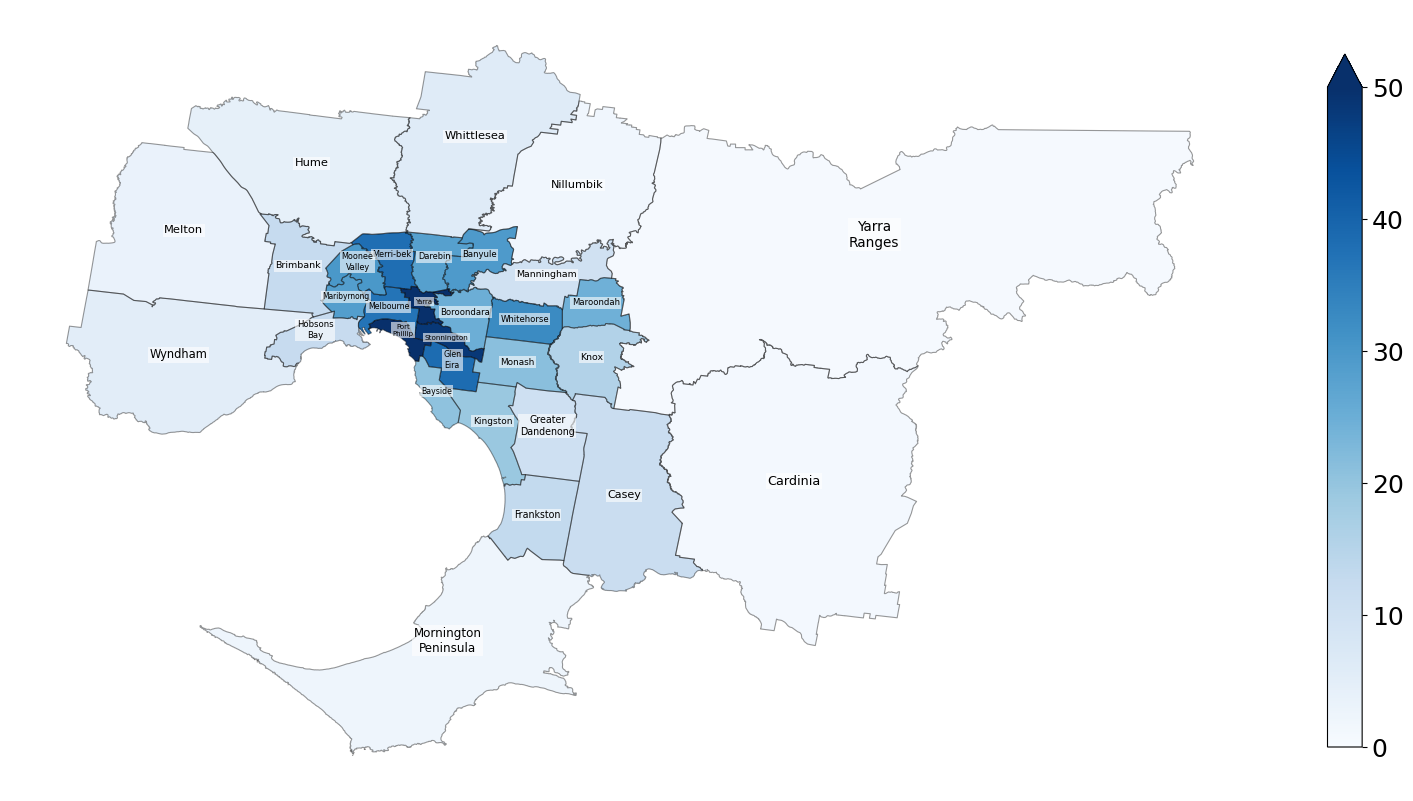 Whittlesea
Hume
Nillumbik
Melton
Yarra
Ranges
Merri-bek
Darebin
Banyule
Moonee
Valley
Brimbank
Manningham
Maribyrnong
Yarra
Maroondah
Melbourne
Boroondara
Whitehorse
Hobsons
Bay
Port
Phillip
Stonnington
Wyndham
Glen
Eira
Monash
Knox
Bayside
Kingston
Greater
Dandenong
Cardinia
Casey
Frankston
Mornington
Peninsula
50
40
30
20
10
0